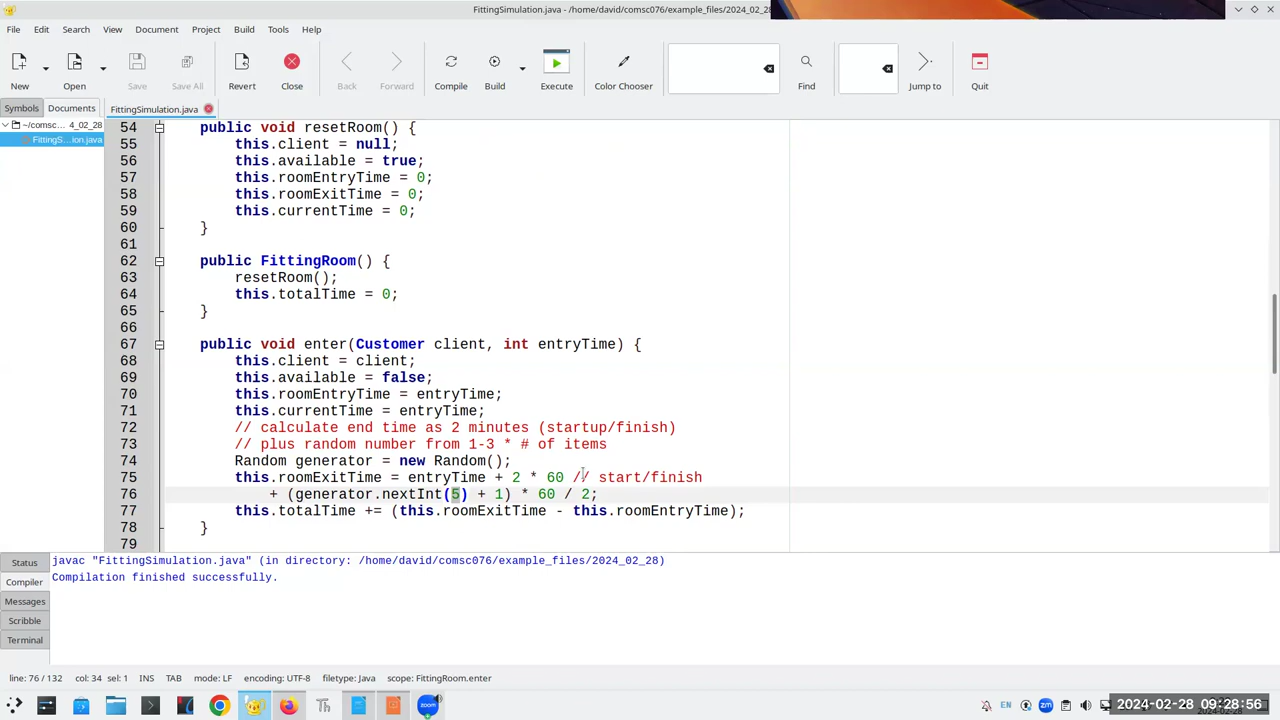 FittingSimulation.java - /home/david/comsc076/example_files/2024_02_28
File Edit Search View Document Project Build Tools Help
New Open Save Save All Revert Close Back Forward Compile Build Execute Color Chooser Find Jump to Quit
Symbols Documents FittingSimulation.java
~/comsc... 4_02_28
FittingS...ion.java
54 public void resetRoom() {
55 this.client = null;
56 this.available = true;
57 this.roomEntryTime = 0;
58 this.roomExitTime = 0;
59 this.currentTime = 0;
60 }
61
62 public FittingRoom() {
63 resetRoom();
64 this.totalTime = 0;
65 }
66
67 public void enter(Customer client, int entryTime) {
68 this.client = client;
69 this.available = false;
70 this.roomEntryTime = entryTime;
71 this.currentTime = entryTime;
72 // calculate end time as 2 minutes (startup/finish)
73 // plus random number from 1-3 * # of items
74 Random generator = new Random();
75 this.roomExitTime = entryTime + 2 * 60 // start/finish
76 + (generator.nextInt(5) + 1) * 60 / 2;
77 this.totalTime += (this.roomExitTime - this.roomEntryTime);
78 }
79
Status
Compiler
Messages
Scribble
Terminal
javac "FittingSimulation.java" (in directory: /home/david/comsc076/example_files/2024_02_28)
Compilation finished successfully.
line: 76 / 132 col: 34 sel: 1 INS TAB mode: LF encoding: UTF-8 filetype: Java scope: FittingRoom.enter
Th zoom EN zm 2024-02-28 09:28:56